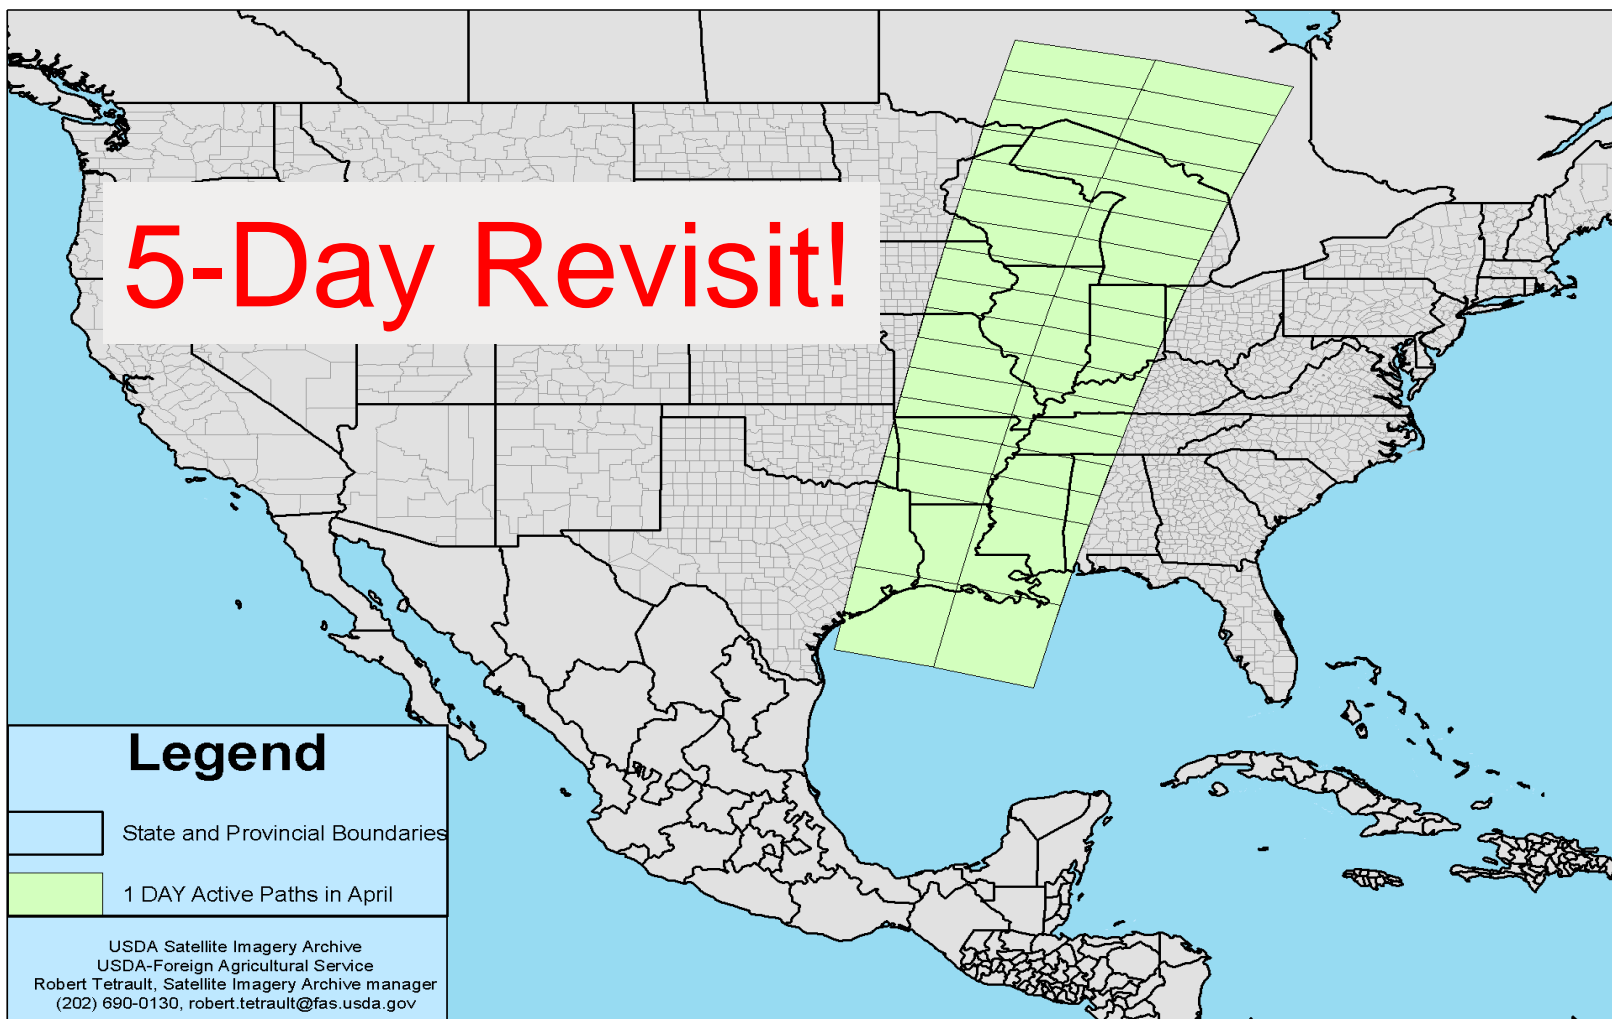 5-Day Revisit!
Legend
State and Provincial Boundaries
1 DAY Active Paths in April
USDA Satellite Imagery Archive
USDA-Foreign Agricultural Service
Robert Tetrault, Satellite Imagery Archive manager
(202) 690-0130, robert.tetrault@fas.usda.gov